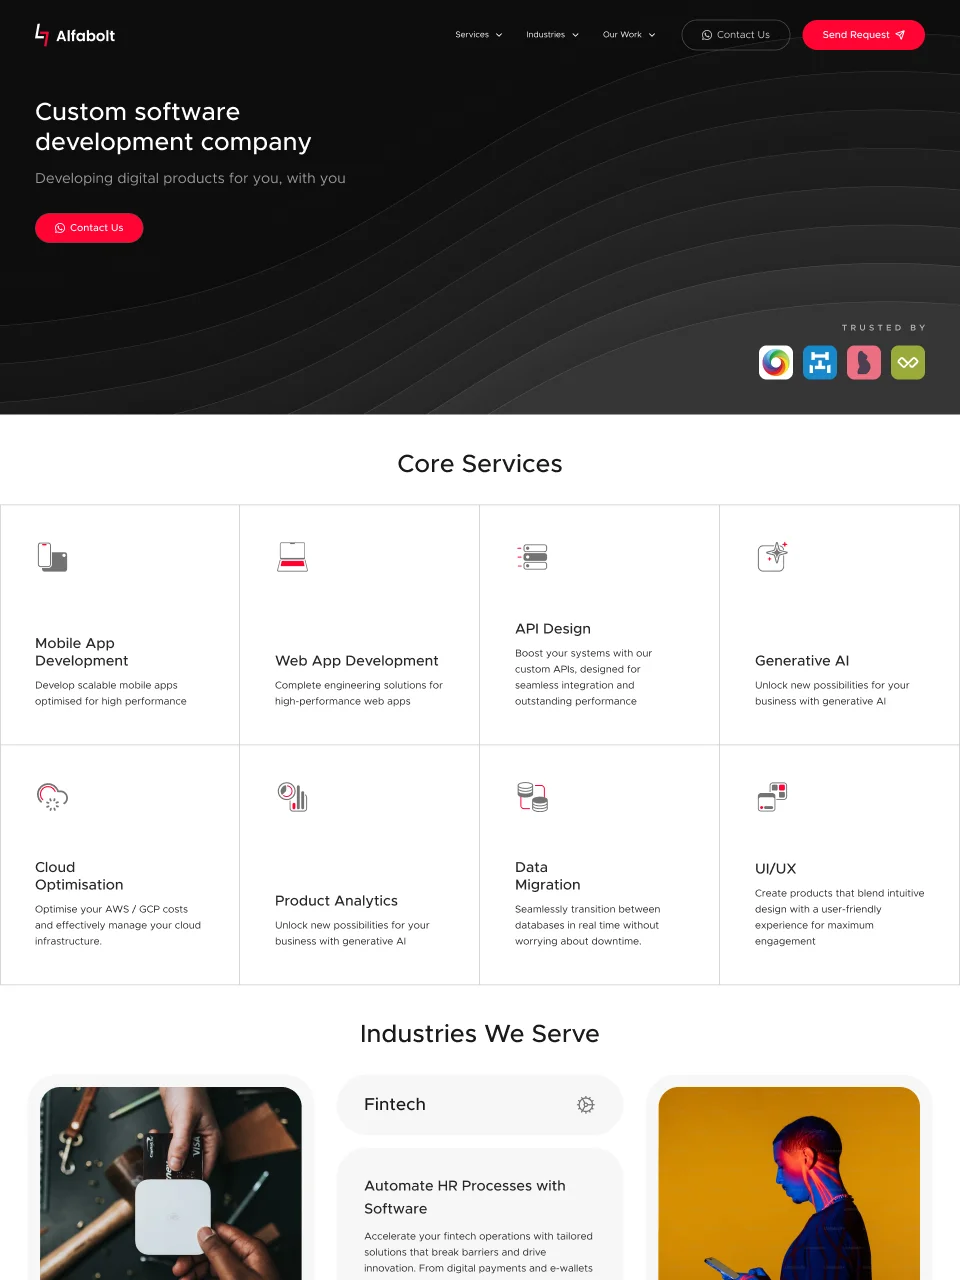 Alfabolt
Services
Industries
Our Work
Contact Us
Send Request
Custom software
development company
Developing digital products for you, with you
Contact Us
TRUSTED BY
Core Services
Mobile App
Development
Develop scalable mobile apps
optimised for high performance
Web App Development
Complete engineering solutions for
high-performance web apps
API Design
Boost your systems with our
custom APIs, designed for
seamless integration and
outstanding performance
Generative AI
Unlock new possibilities for your
business with generative AI
Cloud
Optimisation
Optimise your AWS / GCP costs
and effectively manage your cloud
infrastructure.
Product Analytics
Unlock new possibilities for your
business with generative AI
Data
Migration
Seamlessly transition between
databases in real time without
worrying about downtime.
UI/UX
Create products that blend intuitive
design with a user-friendly
experience for maximum
engagement
Industries We Serve
VISA
Fintech
Automate HR Processes with
Software
Accelerate your fintech operations with tailored
solutions that break barriers and drive
innovation. From digital payments and e-wallets